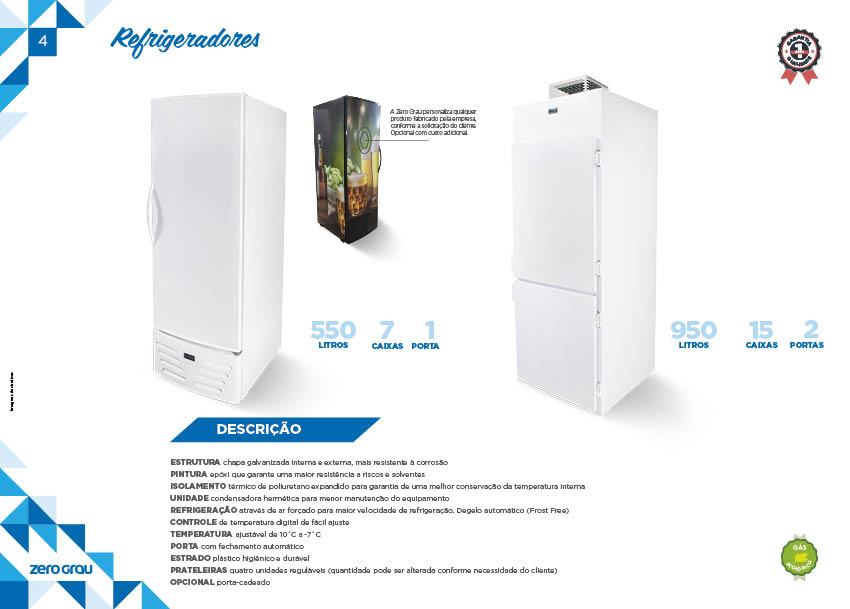 4
Refrigeradores
GARANTIA
1
A Zero Grau personaliza qualquer
produto fabricado pela empresa,
conforme a solicitação do cliente.
Opcional com custo adicional.
550 7 1
LITROS CAIXAS PORTA
950 15 2
LITROS CAIXAS PORTAS
DESCRIÇÃO
ESTRUTURA chapa galvanizada interna e externa, mais resistente à corrosão
PINTURA epóxi que garante uma maior resistência a riscos e solventes
ISOLAMENTO térmico de poliuretano expandido para garantia de uma melhor conservação da temperatura interna
UNIDADE condensadora hermética para menor manutenção do equipamento
REFRIGERAÇÃO através de ar forçado para maior velocidade de refrigeração. Degelo automático (Frost Free)
CONTROLE de temperatura digital de fácil ajuste
TEMPERATURA ajustável de 10°C a -7°C
PORTA com fechamento automático
ESTRADO plástico higiênico e durável
PRATELEIRAS quatro unidades reguláveis (quantidade pode ser alterada conforme necessidade do cliente)
OPCIONAL porta-cadeado
zero grau
GÁS
ECOLÓGICO